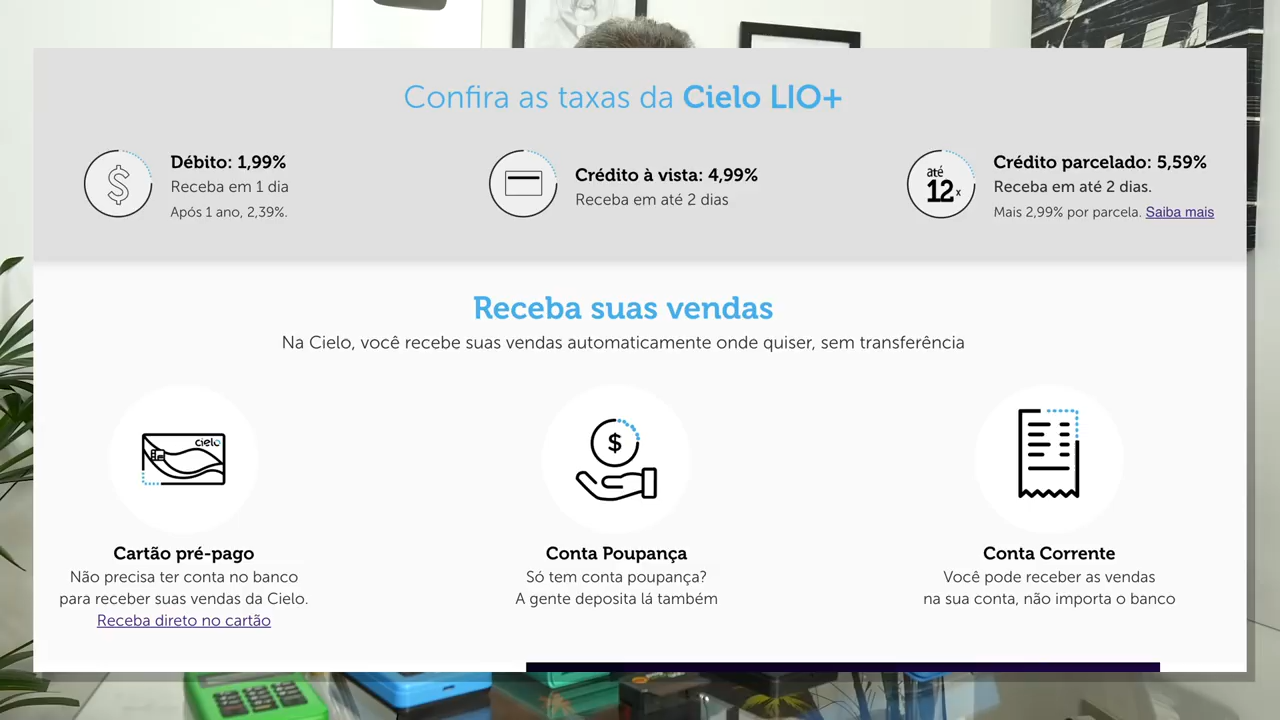 Confira as taxas da Cielo LIO+
Débito: 1,99%
Receba em 1 dia
Após 1 ano, 2,39%.
Crédito à vista: 4,99%
Receba em até 2 dias
até
12x
Crédito parcelado: 5,59%
Receba em até 2 dias.
Mais 2,99% por parcela. Saiba mais
Receba suas vendas
Na Cielo, você recebe suas vendas automaticamente onde quiser, sem transferência
cielo
Cartão pré-pago
Não precisa ter conta no banco
para receber suas vendas da Cielo.
Receba direto no cartão
Conta Poupança
Só tem conta poupança?
A gente deposita lá também
Conta Corrente
Você pode receber as vendas
na sua conta, não importa o banco